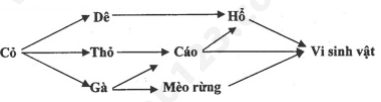 Dê Hổ
Cỏ Thỏ Cáo Vi sinh vật
Gà Mèo rừng